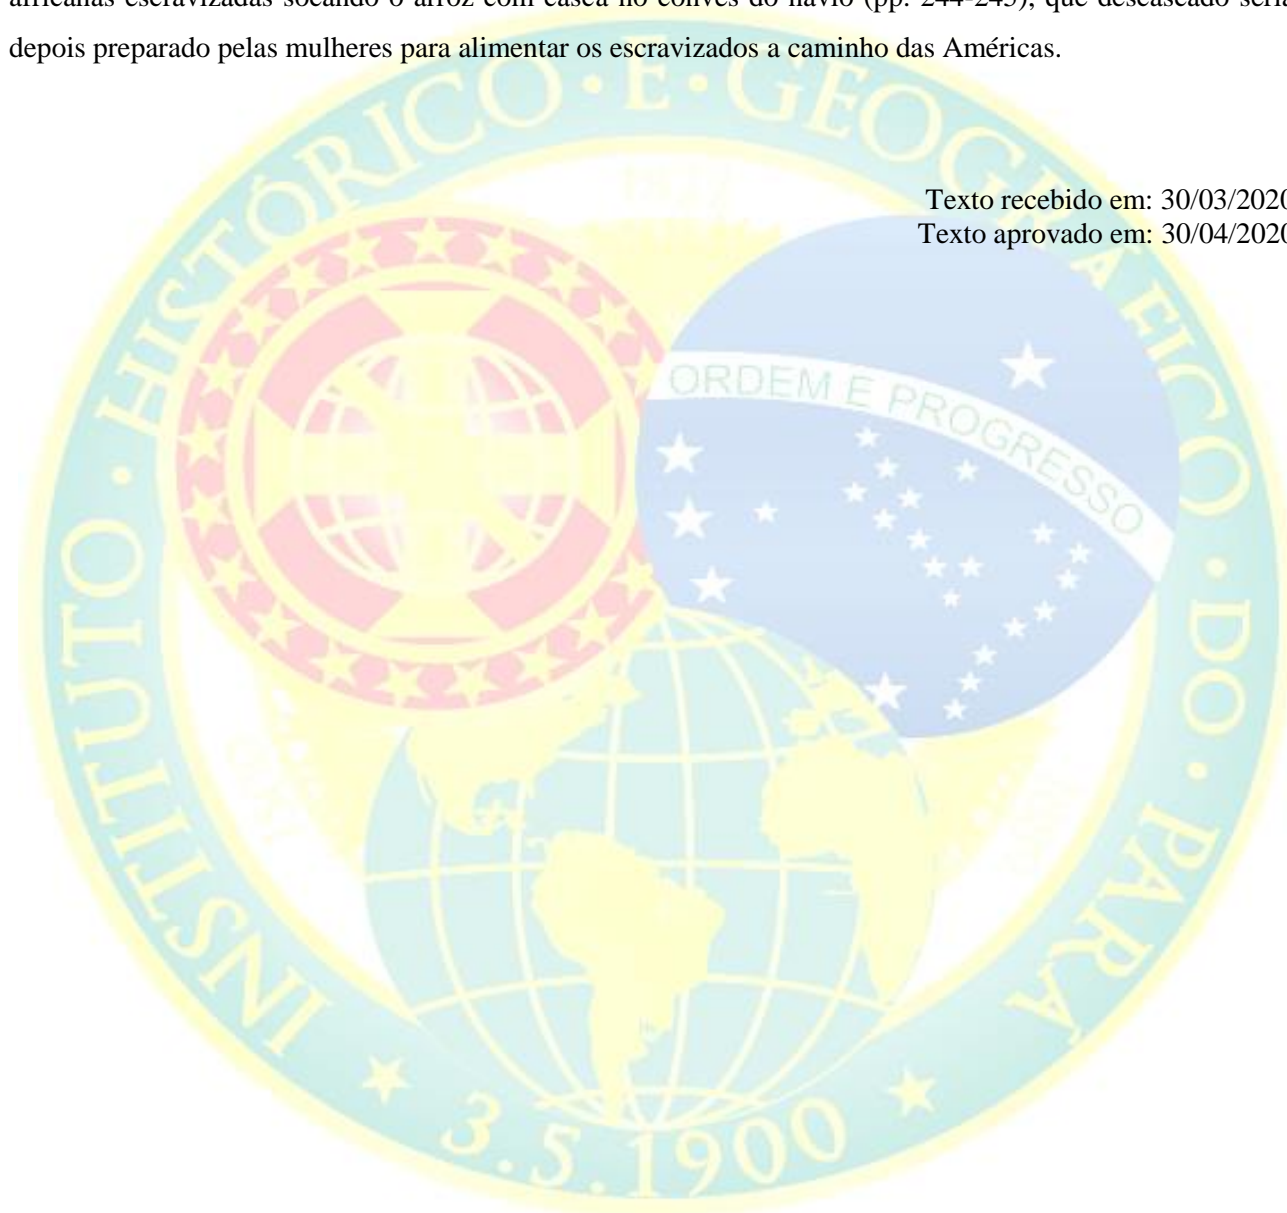 africanas escravizadas socando o arroz com casca no convés do navio (pp. 244-245), que descascado seria
depois preparado pelas mulheres para alimentar os escravizados a caminho das Américas.
Texto recebido em: 30/03/2020
Texto aprovado em: 30/04/2020
INSTITUTO · HISTÓRICO · E · GEOGRÁFICO · DO · PARÁ
ORDEM E PROGRESSO
3.5.1900